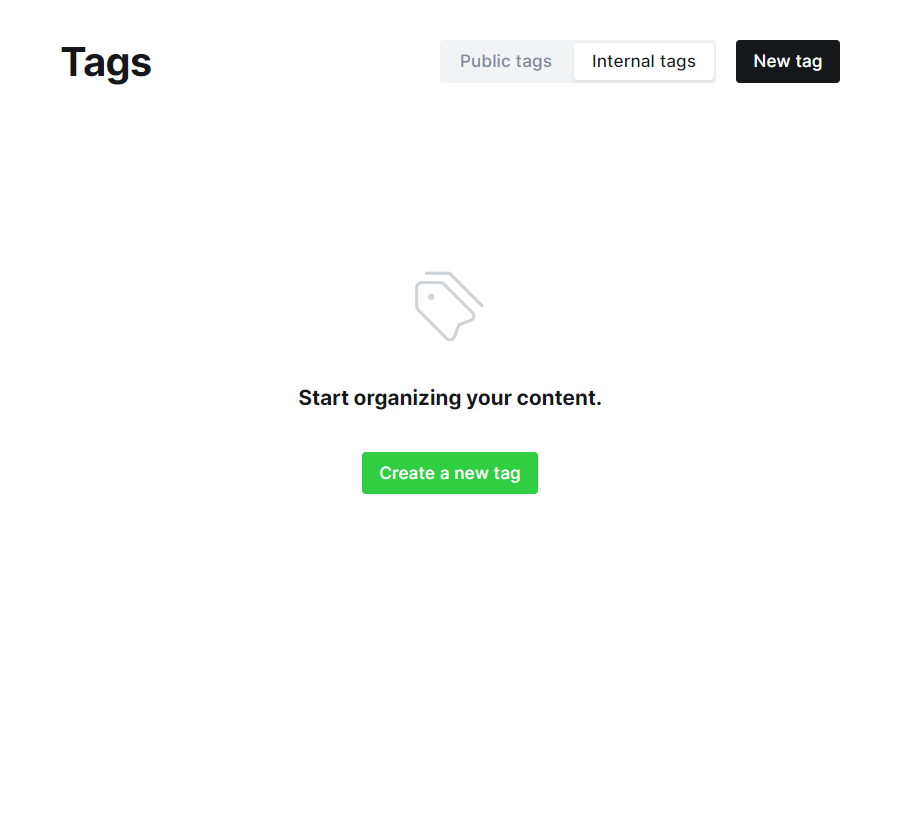 Tags
Public tags
Internal tags
New tag
Start organizing your content.
Create a new tag